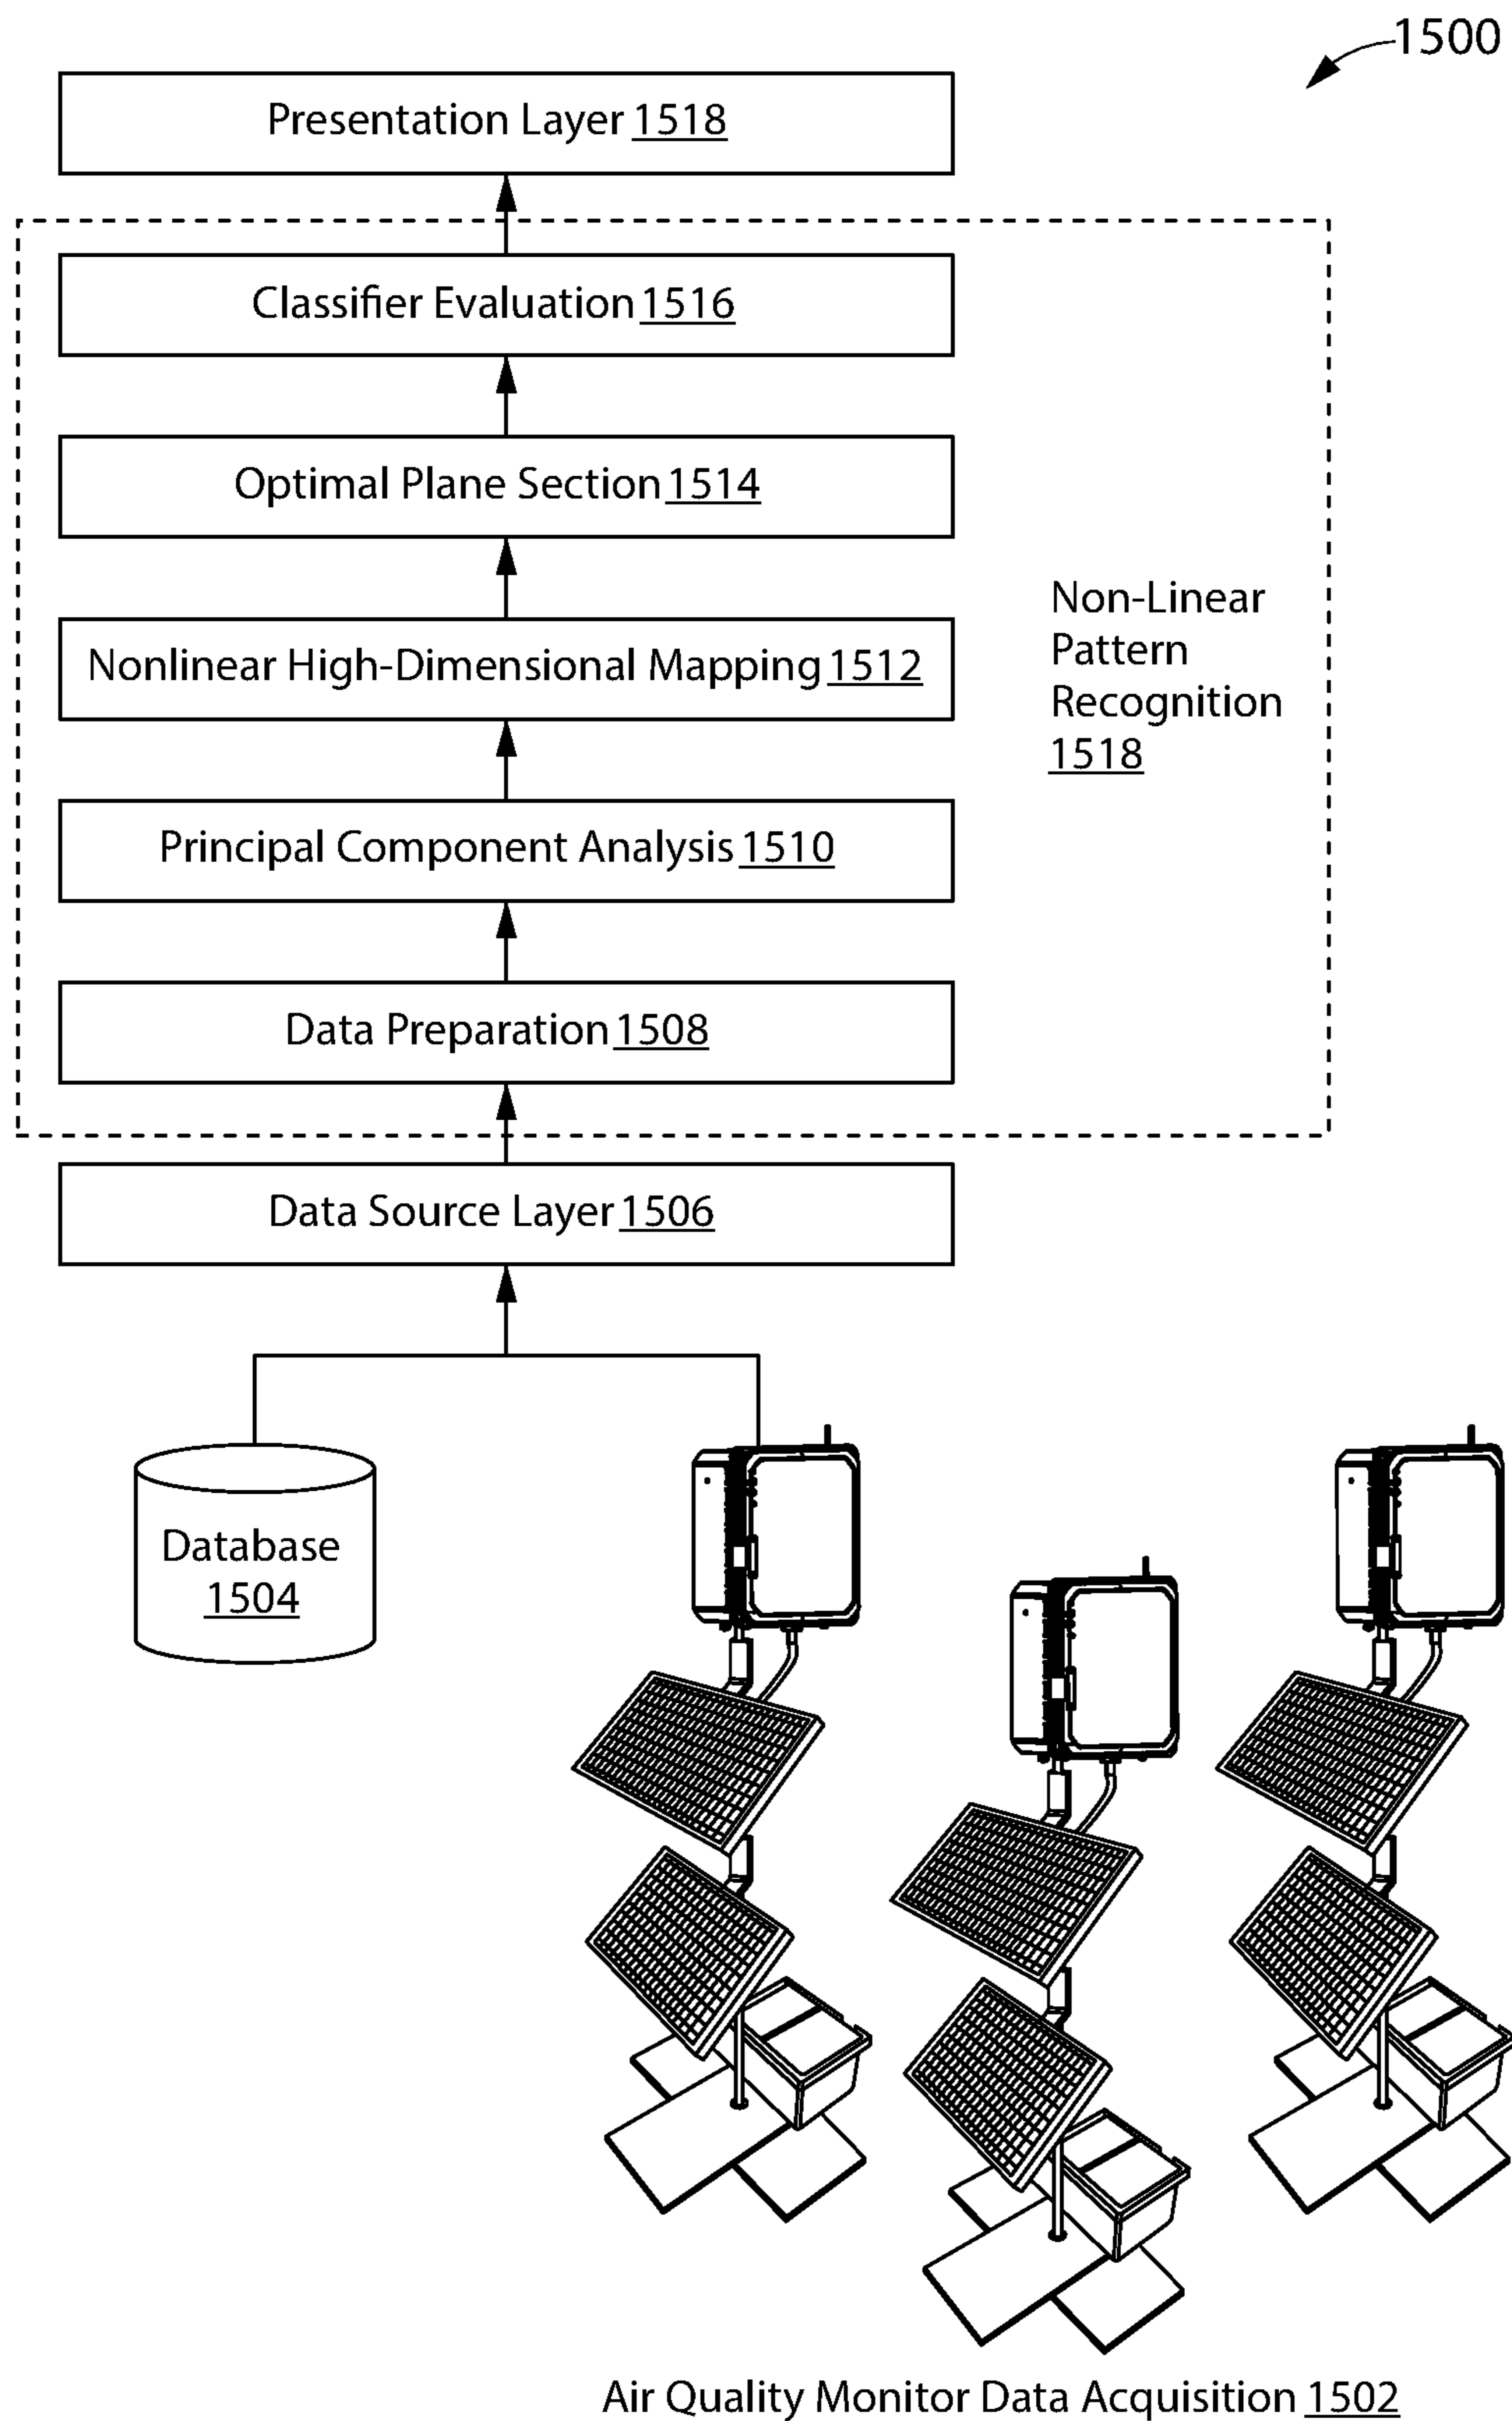 1500
Presentation Layer 1518
Classifier Evaluation 1516
Optimal Plane Section 1514
Nonlinear High-Dimensional Mapping 1512
Non-Linear
Pattern
Recognition
1518
Principal Component Analysis 1510
Data Preparation 1508
Data Source Layer 1506
Database
1504
Air Quality Monitor Data Acquisition 1502